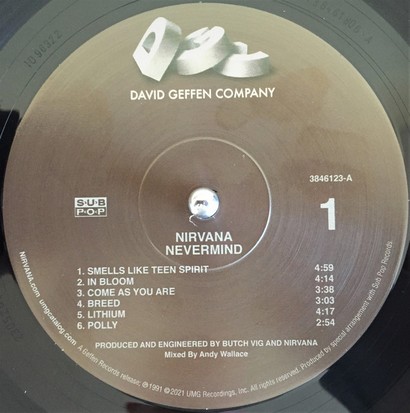 DAVID GEFFEN COMPANY
3846123-A
SUB
POP
1
NIRVANA
NEVERMIND
1. SMELLS LIKE TEEN SPIRIT 4:59
2. IN BLOOM 4:14
3. COME AS YOU ARE 3:38
4. BREED 3:03
5. LITHIUM 4:17
6. POLLY 2:54
PRODUCED AND ENGINEERED BY BUTCH VIG AND NIRVANA
Mixed By Andy Wallace
NIRVANA.com umgcatalog.com A Geffen Records release; ℗1991 ©2021 UMG Recordings, Inc. All rights reserved. Produced by special arrangement with Sub Pop Records